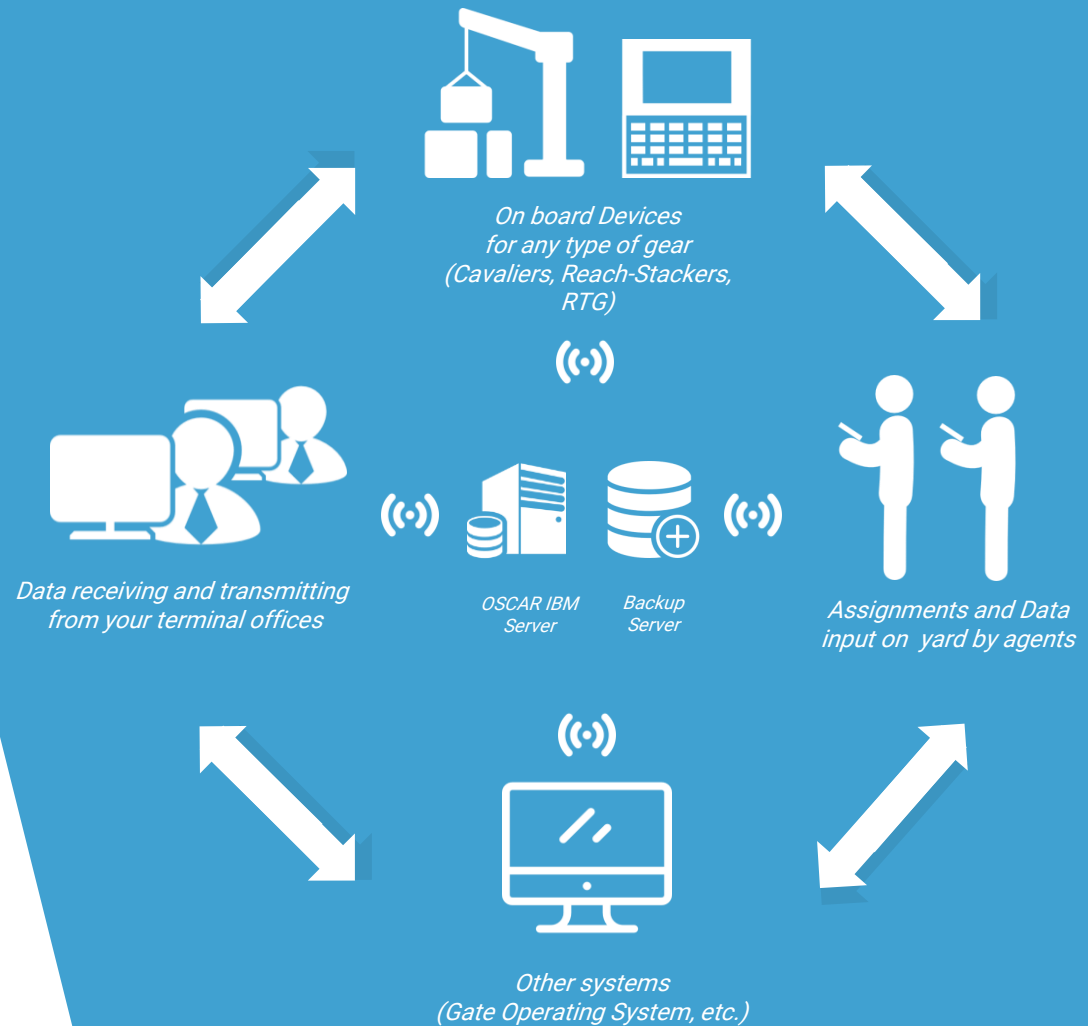 On board Devices
for any type of gear
(Cavaliers, Reach-Stackers,
RTG)
Data receiving and transmitting
from your terminal offices
OSCAR IBM
Server
Backup
Server
Assignments and Data
input on  yard by agents
Other systems
(Gate Operating System, etc.)